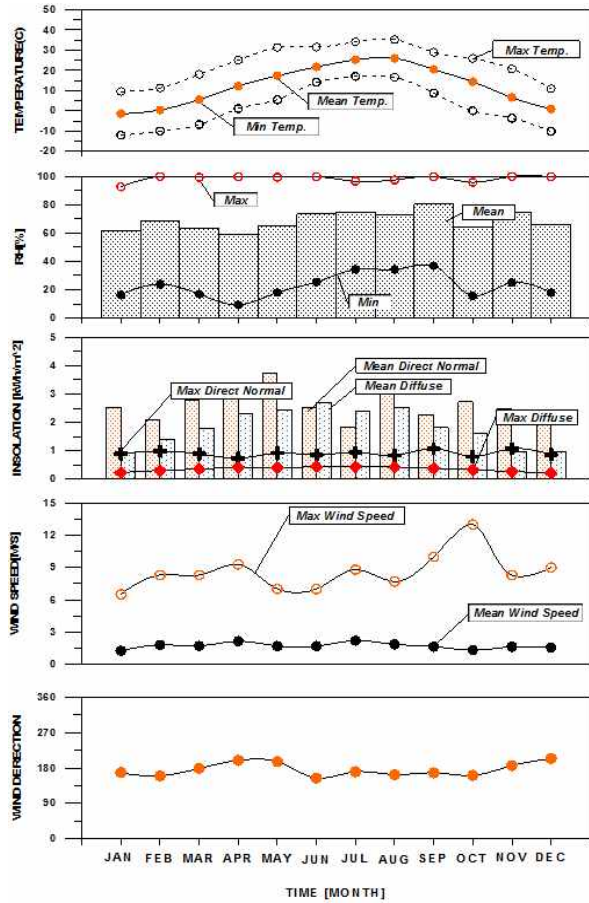 50
40
30
20
10
0
-10
20
TEMPERATURE(C)
Max Temp.
Mean Temp.
Min Temp.
100
80
60
40
20
0
RH[%]
Max
Mean
Min
5
4
3
2
1
0
INSOLATION [kWh/m^2]
Max Direct Normal
Mean Direct Normal
Mean Diffuse
Max Diffuse
15
12
9
6
3
0
WIND SPEED[M/S]
Max Wind Speed
Mean Wind Speed
360
270
180
90
0
WIND DERECTION
JAN FEB MAR APR MAY JUN JUL AUG SEP OCT NOV DEC
TIME [MONTH]